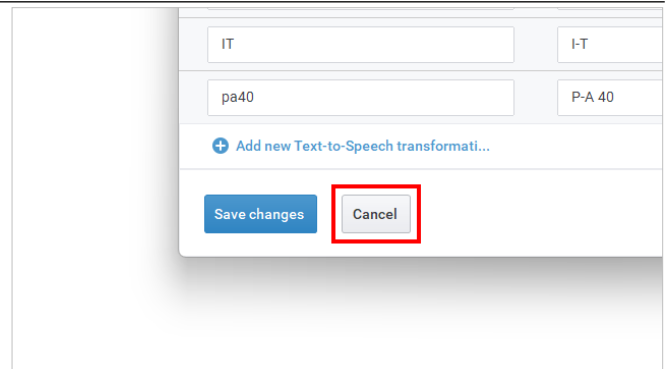 IT I-T
pa40 P-A 40
Add new Text-to-Speech transformati...
Save changes Cancel